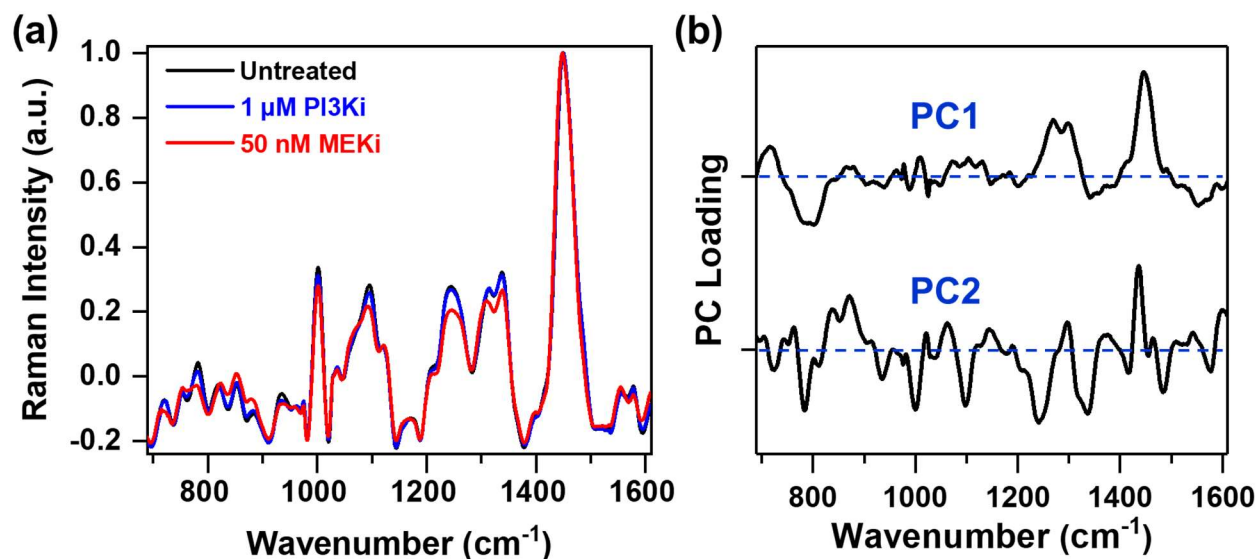 (a)
Raman Intensity (a.u.)
1.0
0.8
0.6
0.4
0.2
0.0
-0.2
Untreated
1 µM PI3Ki
50 nM MEKi
800 1000 1200 1400 1600
Wavenumber (cm⁻¹)
(b)
PC Loading
PC1
PC2
800 1000 1200 1400 1600
Wavenumber (cm⁻¹)